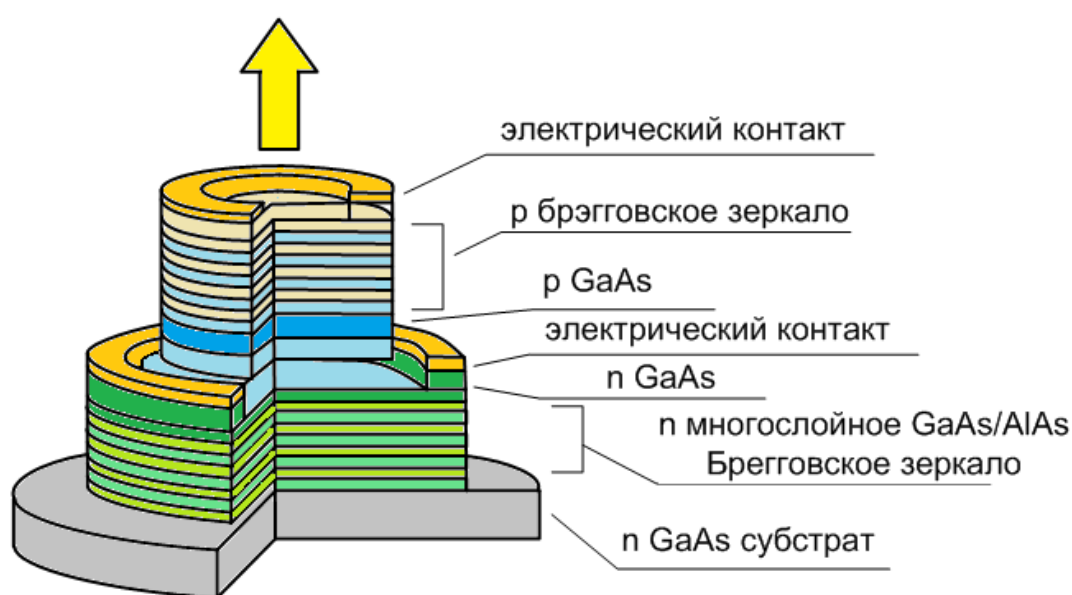 электрический контакт
p брэгговское зеркало
p GaAs
электрический контакт
n GaAs
n многослойное GaAs/AlAs
Брегговское зеркало
n GaAs субстрат